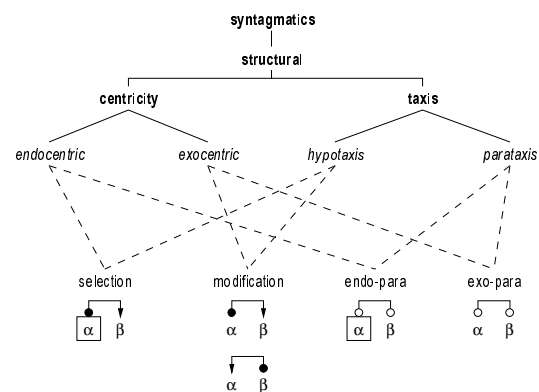 syntagmatics
structural
centricity taxis
endocentric exocentric hypotaxis parataxis
selection modification endo-para exo-para
α β α β α β α β
α β